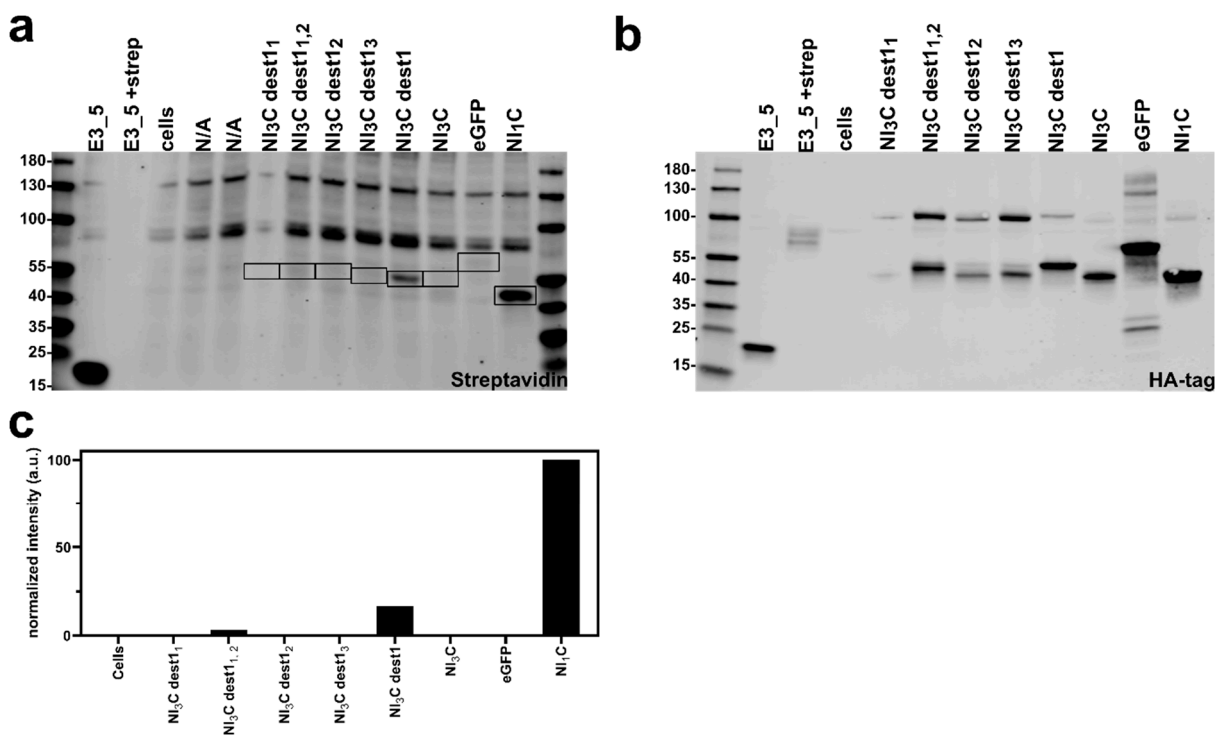 a
E3_5
E3_5 +strep
cells
N/A
N/A
NI₃C dest1₁
NI₃C dest1₁,₂
NI₃C dest1₂
NI₃C dest1₃
NI₃C dest1
NI₃C
eGFP
NI₁C
180-
130-
100-
55-
40-
35-
25-
15-
Streptavidin
b
E3_5
E3_5 +strep
cells
NI₃C dest1₁
NI₃C dest1₁,₂
NI₃C dest1₂
NI₃C dest1₃
NI₃C dest1
NI₃C
eGFP
NI₁C
180-
130-
100-
55-
40-
35-
25-
15-
HA-tag
c
normalized intensity (a.u.)
100
50
0
Cells
NI₃C dest1₁
NI₃C dest1₁,₂
NI₃C dest1₂
NI₃C dest1₃
NI₃C dest1
NI₃C
eGFP
NI₁C